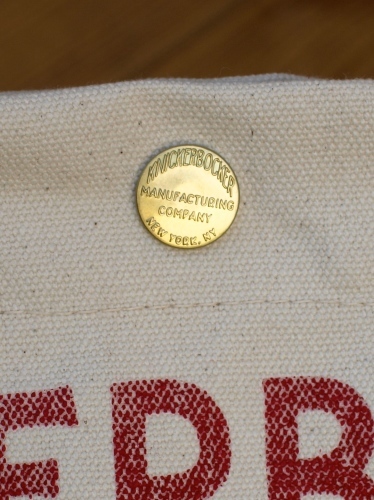 KNICKERBOCKER
MANUFACTURING
COMPANY
NEW YORK, NY